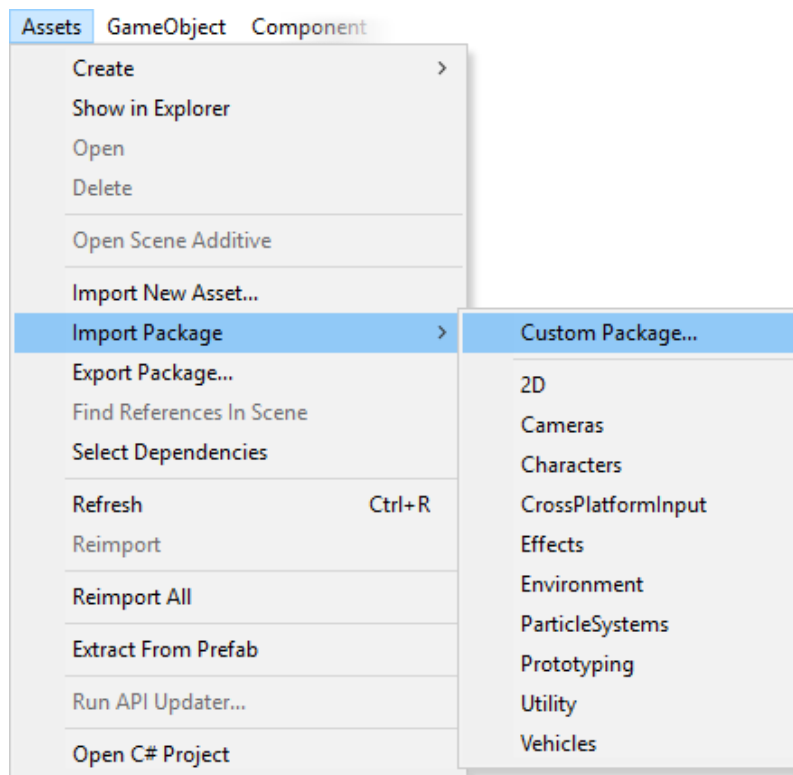 Assets GameObject Component
Create
Show in Explorer
Open
Delete
Open Scene Additive
Import New Asset...
Import Package
Export Package...
Find References In Scene
Select Dependencies
Refresh Ctrl+R
Reimport
Reimport All
Extract From Prefab
Run API Updater...
Open C# Project
Custom Package...
2D
Cameras
Characters
CrossPlatformInput
Effects
Environment
ParticleSystems
Prototyping
Utility
Vehicles